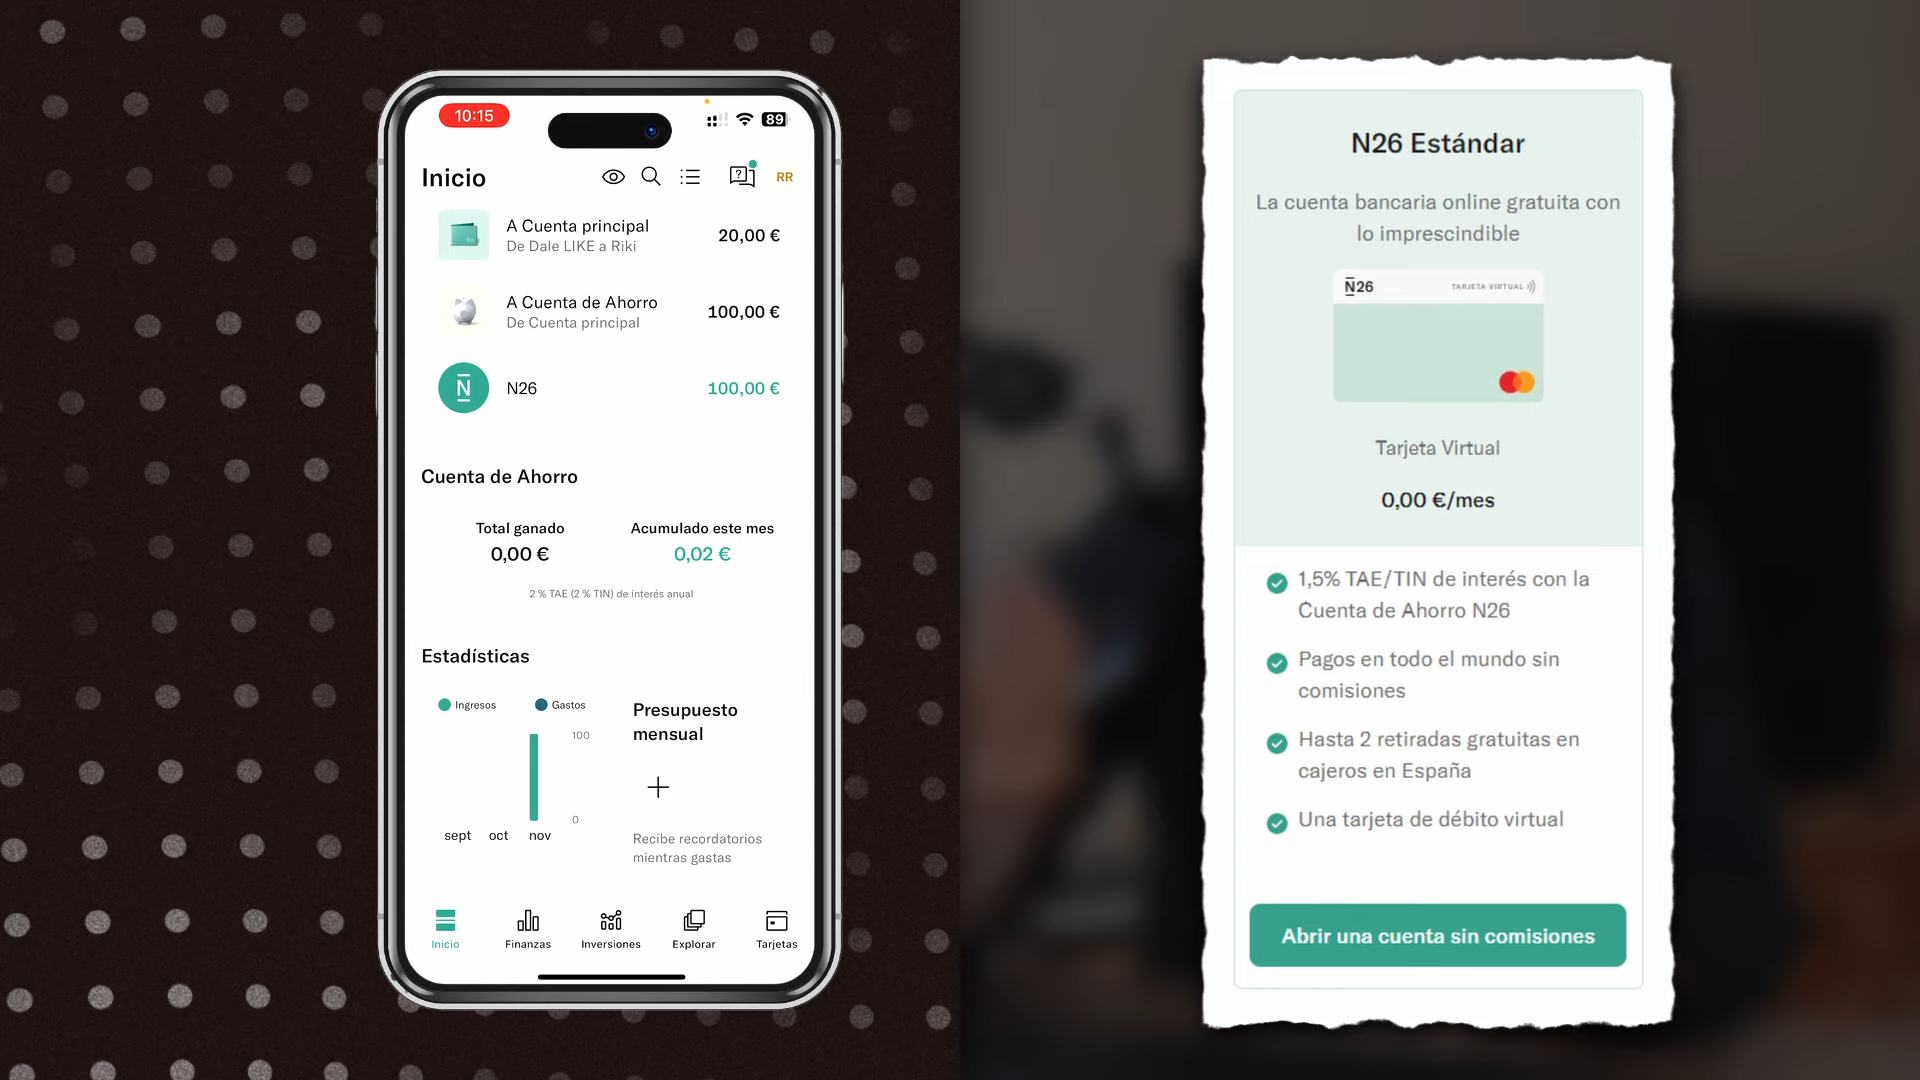 10:15
89
Inicio
RR
A Cuenta principal
De Dale LIKE a Riki
20,00 €
A Cuenta de Ahorro
De Cuenta principal
100,00 €
N
N26
100,00 €
Cuenta de Ahorro
Total ganado
0,00 €
Acumulado este mes
0,02 €
2 % TAE (2 % TIN) de interés anual
Estadísticas
Ingresos
Gastos
100
0
sept
oct
nov
Presupuesto
mensual
Recibe recordatorios
mientras gastas
Inicio
Finanzas
Inversiones
Explorar
Tarjetas
N26 Estándar
La cuenta bancaria online gratuita con
lo imprescindible
N26
TARJETA VIRTUAL
Tarjeta Virtual
0,00 €/mes
1,5% TAE/TIN de interés con la
Cuenta de Ahorro N26
Pagos en todo el mundo sin
comisiones
Hasta 2 retiradas gratuitas en
cajeros en España
Una tarjeta de débito virtual
Abrir una cuenta sin comisiones